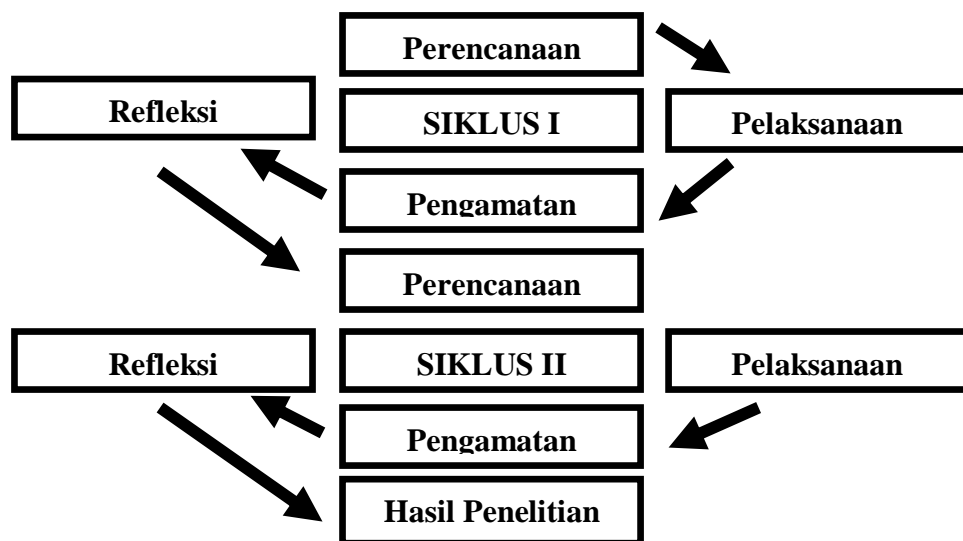 Perencanaan
Refleksi
SIKLUS I
Pelaksanaan
Pengamatan
Perencanaan
Refleksi
SIKLUS II
Pelaksanaan
Pengamatan
Hasil Penelitian